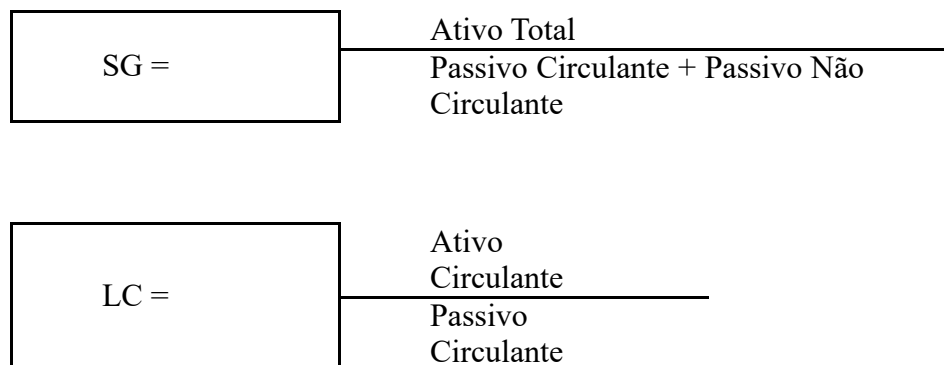 Ativo Total
SG =
Passivo Circulante + Passivo Não
Circulante
Ativo
Circulante
LC =
Passivo
Circulante